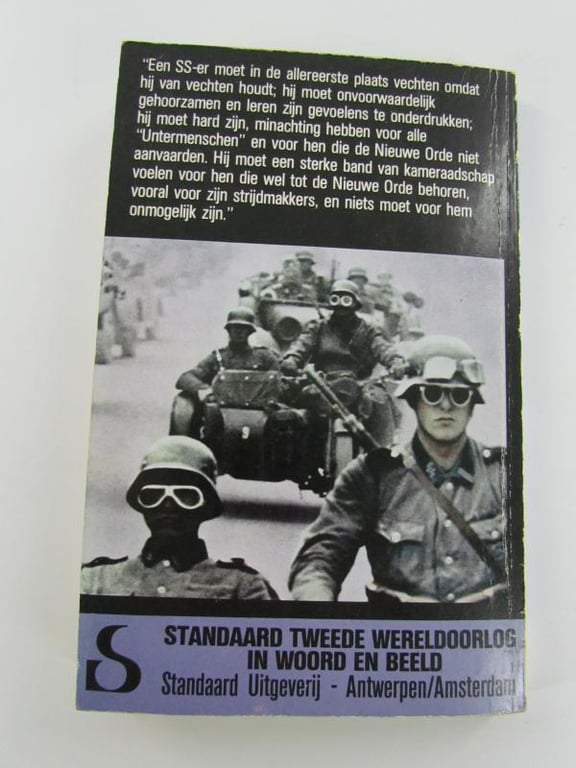 "Een SS-er moet in de allereerste plaats vechten omdat
hij van vechten houdt; hij moet onvoorwaardelijk
gehoorzamen en leren zijn gevoelens te onderdrukken;
hij moet hard zijn, minachting hebben voor alle
"Untermenschen" en voor hen die de Nieuwe Orde niet
aanvaarden. Hij moet een sterke band van kameraadschap
voelen voor hen die wel tot de Nieuwe Orde behoren,
vooral voor zijn strijdmakkers, en niets moet voor hem
onmogelijk zijn."
9
S
STANDAARD TWEEDE WERELDOORLOG
IN WOORD EN BEELD
Standaard Uitgeverij - Antwerpen/Amsterdam